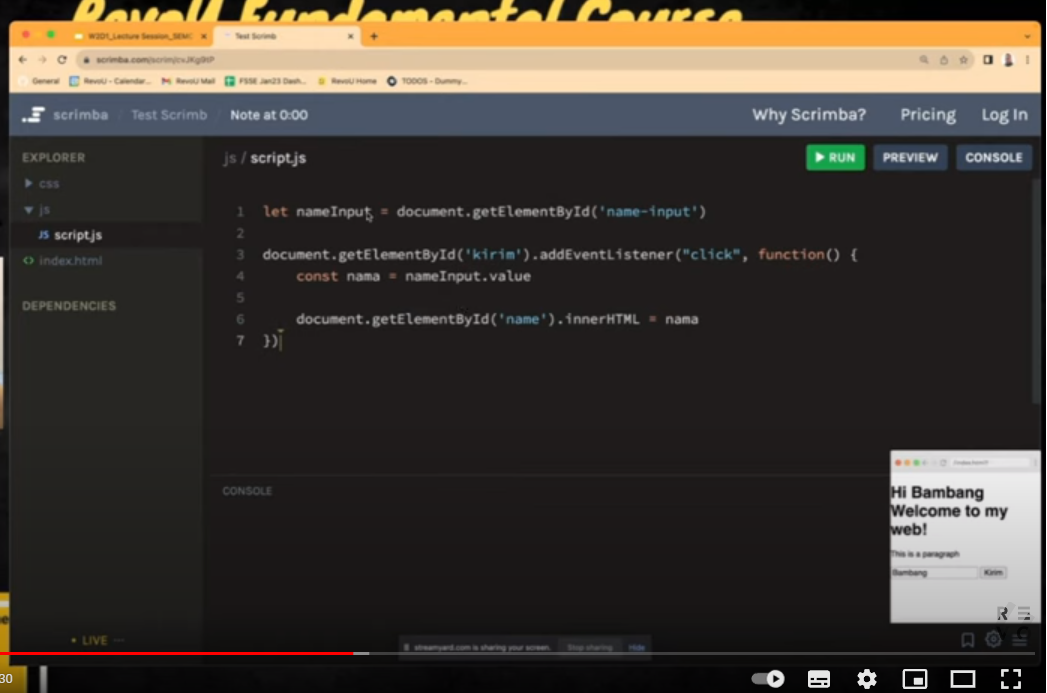 RevoU Fundamental Course
W2D1_Lecture Session_SEM
Test Scrimb
scrimba.com/scrim/cvJKg9tP
General RevoU - Calendar... RevoU Mail FSSE Jan23 Dash... RevoU Home TODOS - Dummy...
scrimba / Test Scrimb / Note at 0:00
Why Scrimba? Pricing Log In
EXPLORER
css
js
JS script.js
index.html
DEPENDENCIES
js / script.js
RUN PREVIEW CONSOLE
1 let nameInput = document.getElementById('name-input')
2
3 document.getElementById('kirim').addEventListener("click", function() {
4 const nama = nameInput.value
5
6 document.getElementById('name').innerHTML = nama
7 })
CONSOLE
Hi Bambang
Welcome to my
web!
This is a paragraph
Bambang Kirim
LIVE
streamyard.com is sharing your screen. Stop sharing Hide
30